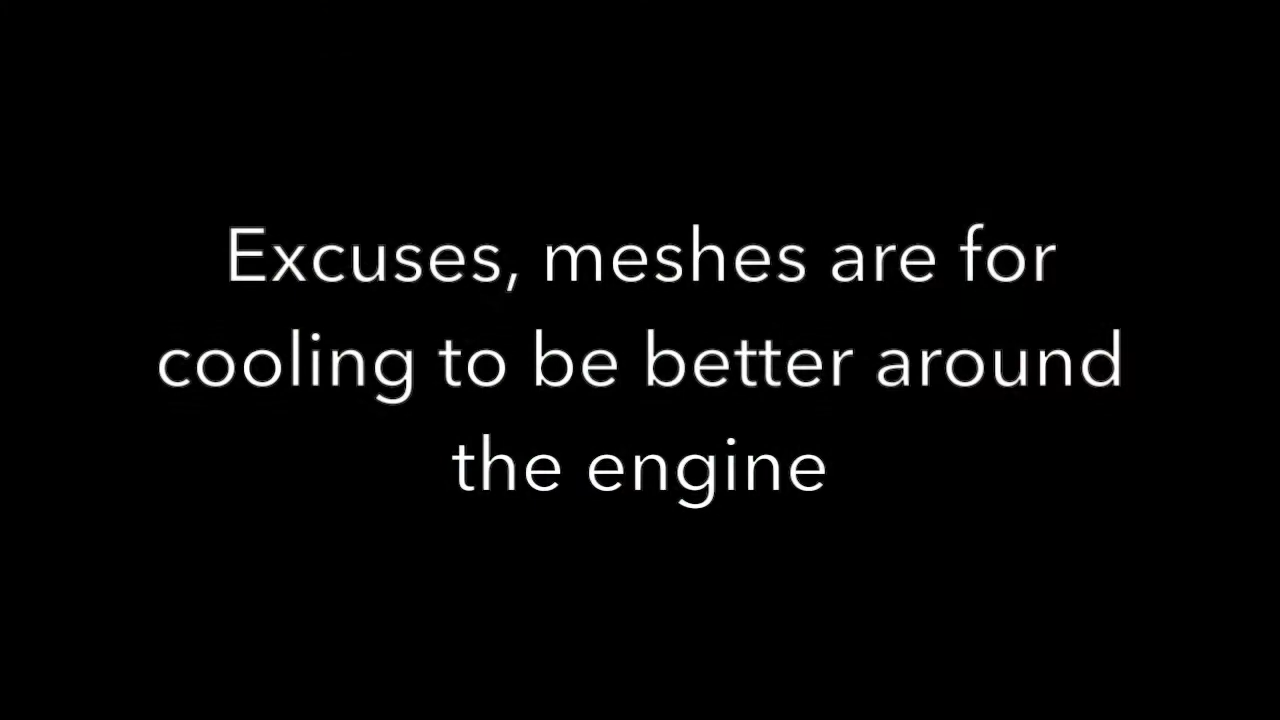 Excuses, meshes are for
cooling to be better around
the engine